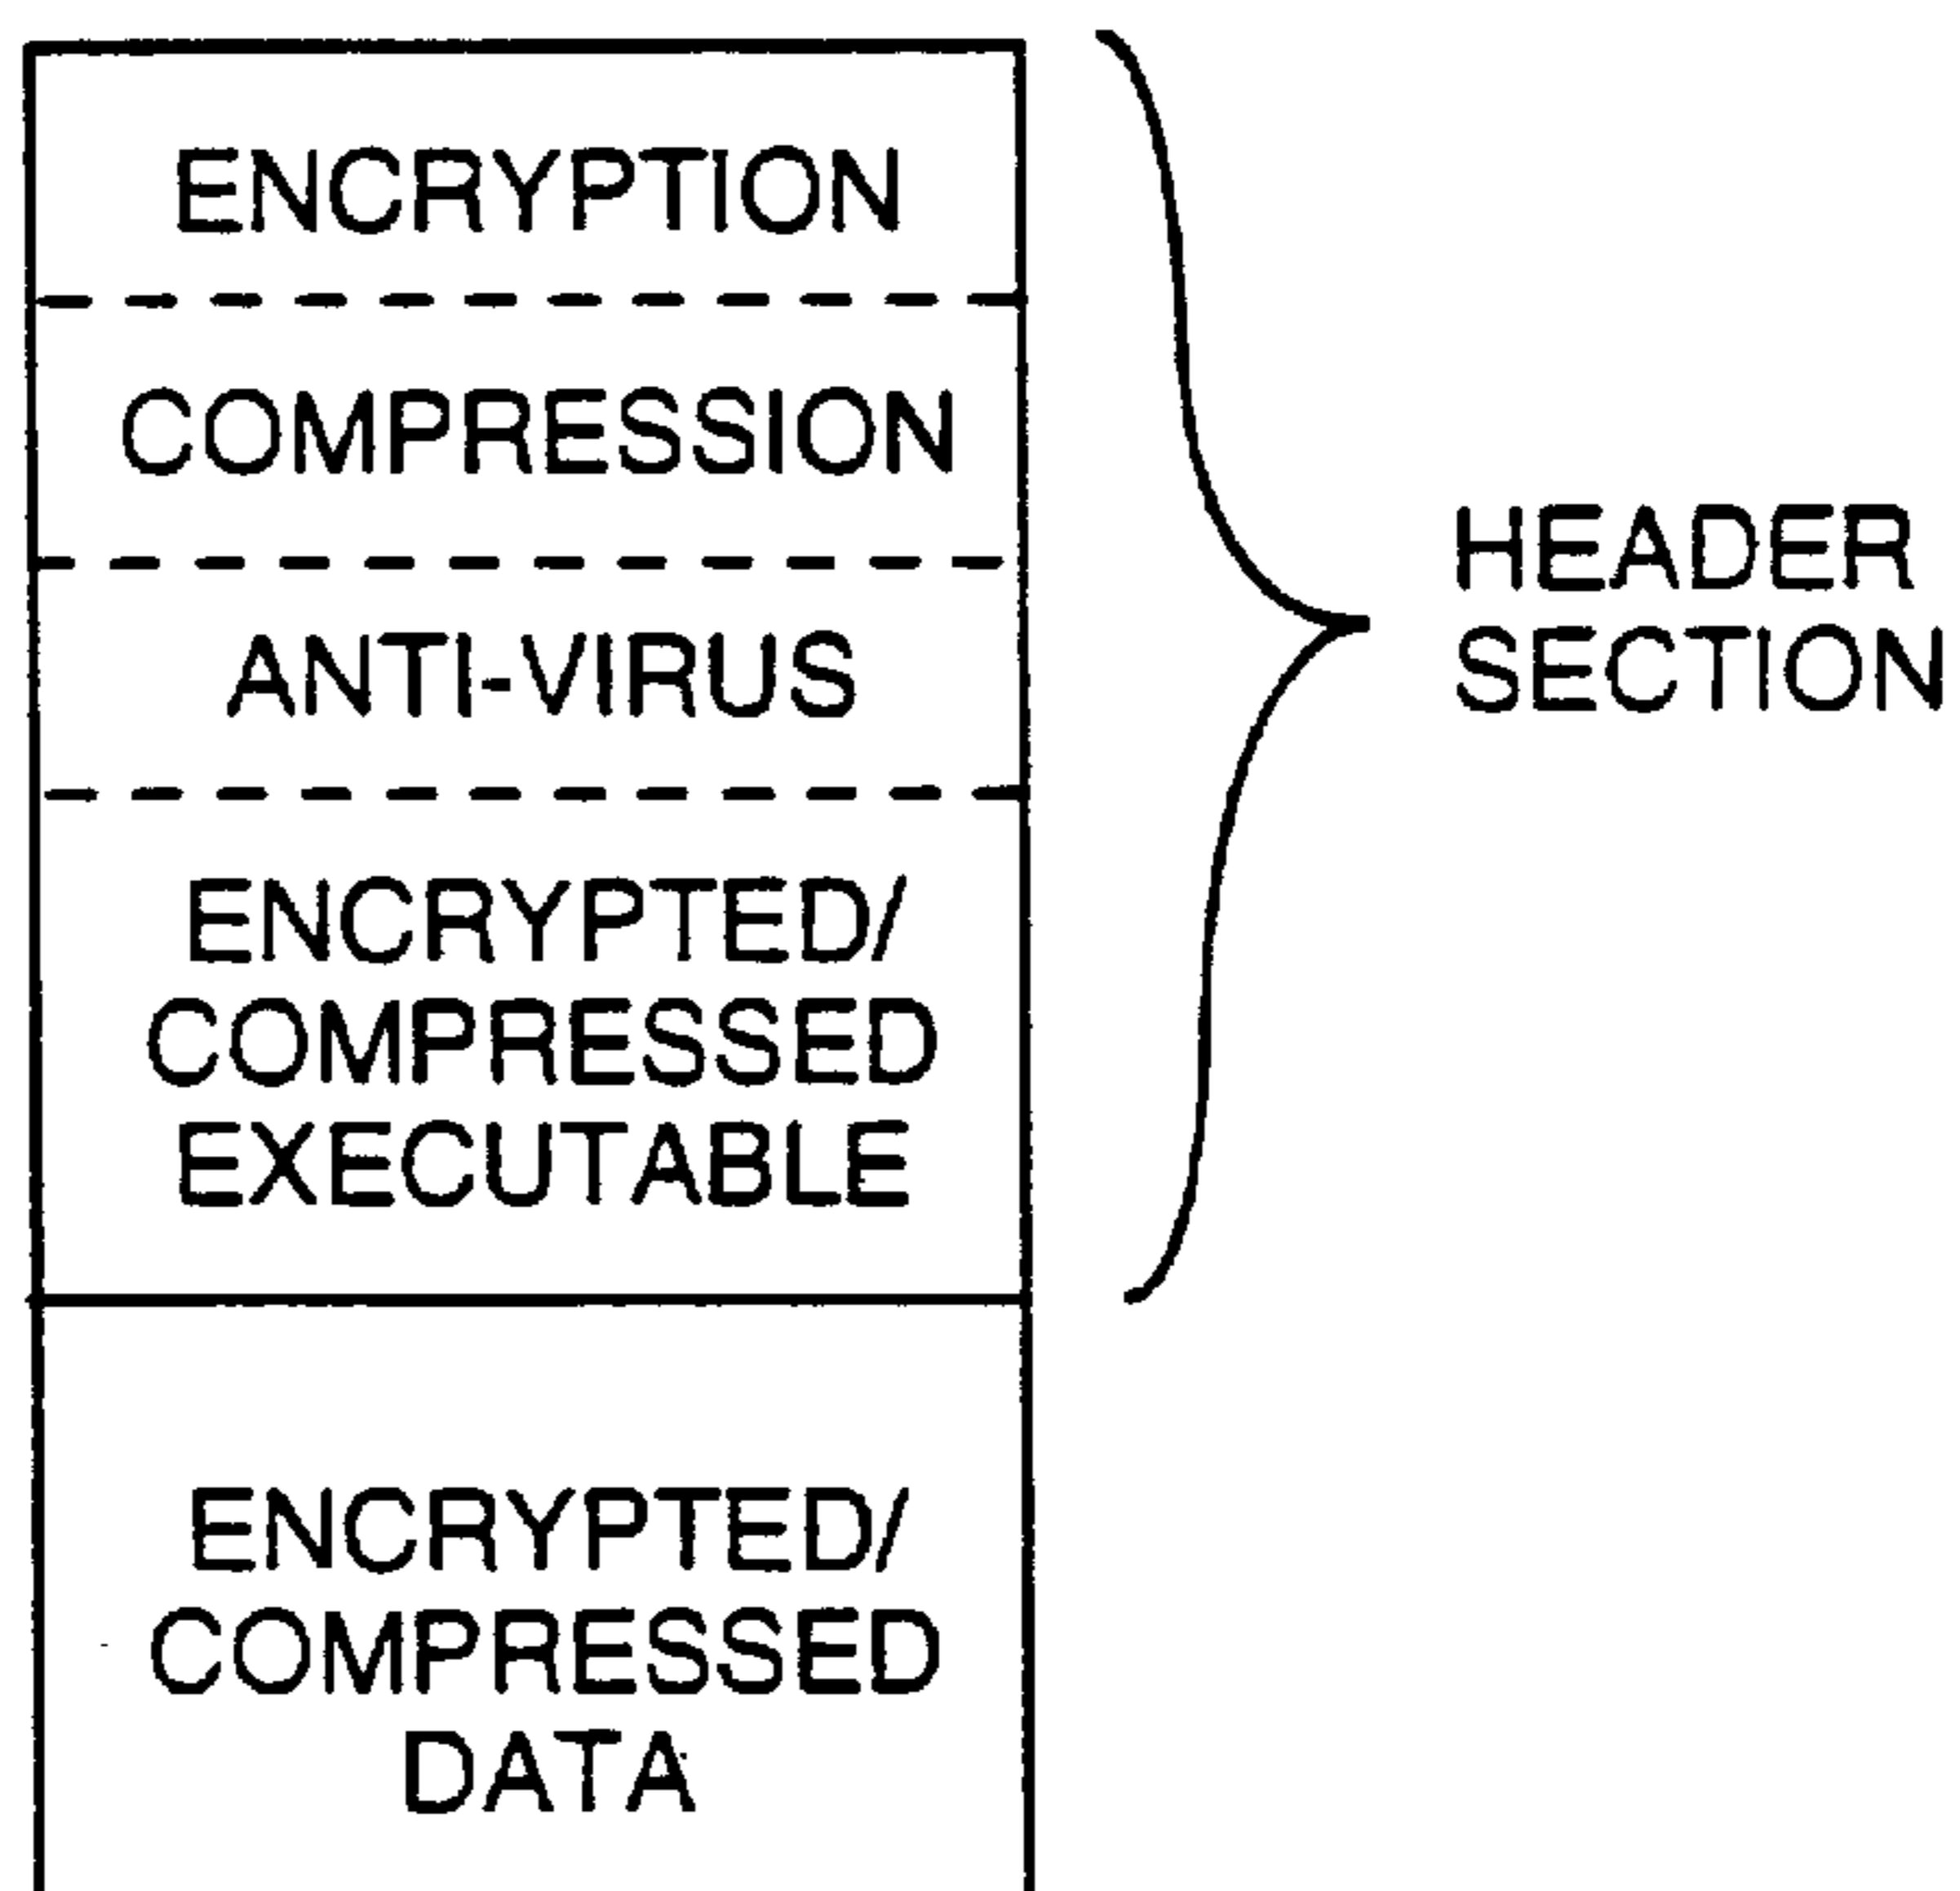 ENCRYPTION
COMPRESSION
ANTI-VIRUS
ENCRYPTED/
COMPRESSED
EXECUTABLE
HEADER
SECTION
ENCRYPTED/
COMPRESSED
DATA